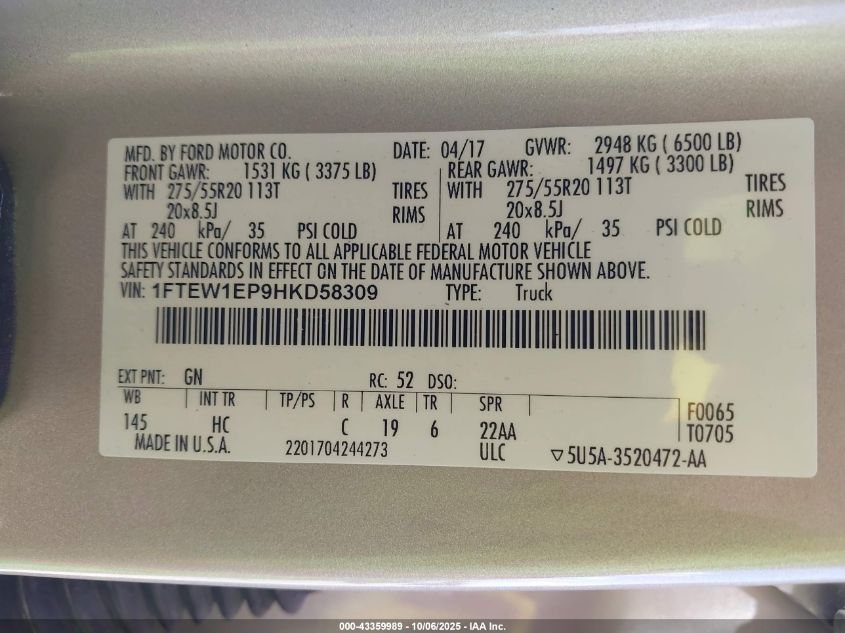 MFD. BY FORD MOTOR CO. DATE: 04/17 GVWR: 2948 KG ( 6500 LB)
FRONT GAWR: 1531 KG ( 3375 LB) REAR GAWR: 1497 KG ( 3300 LB)
WITH 275/55R20 113T TIRES WITH 275/55R20 113T TIRES
20x8.5J RIMS 20x8.5J RIMS
AT 240 kPa/ 35 PSI COLD AT 240 kPa/ 35 PSI COLD
THIS VEHICLE CONFORMS TO ALL APPLICABLE FEDERAL MOTOR VEHICLE
SAFETY STANDARDS IN EFFECT ON THE DATE OF MANUFACTURE SHOWN ABOVE.
VIN: 1FTEW1EP9HKD58309 TYPE: Truck
EXT PNT: GN RC: 52 DSO:
WB INT TR TP/PS R AXLE TR SPR F0065
145 HC C 19 6 22AA T0705
MADE IN U.S.A. 2201704244273 ULC ▽5U5A-3520472-AA
000-43359989 - 10/06/2025 - IAA Inc.